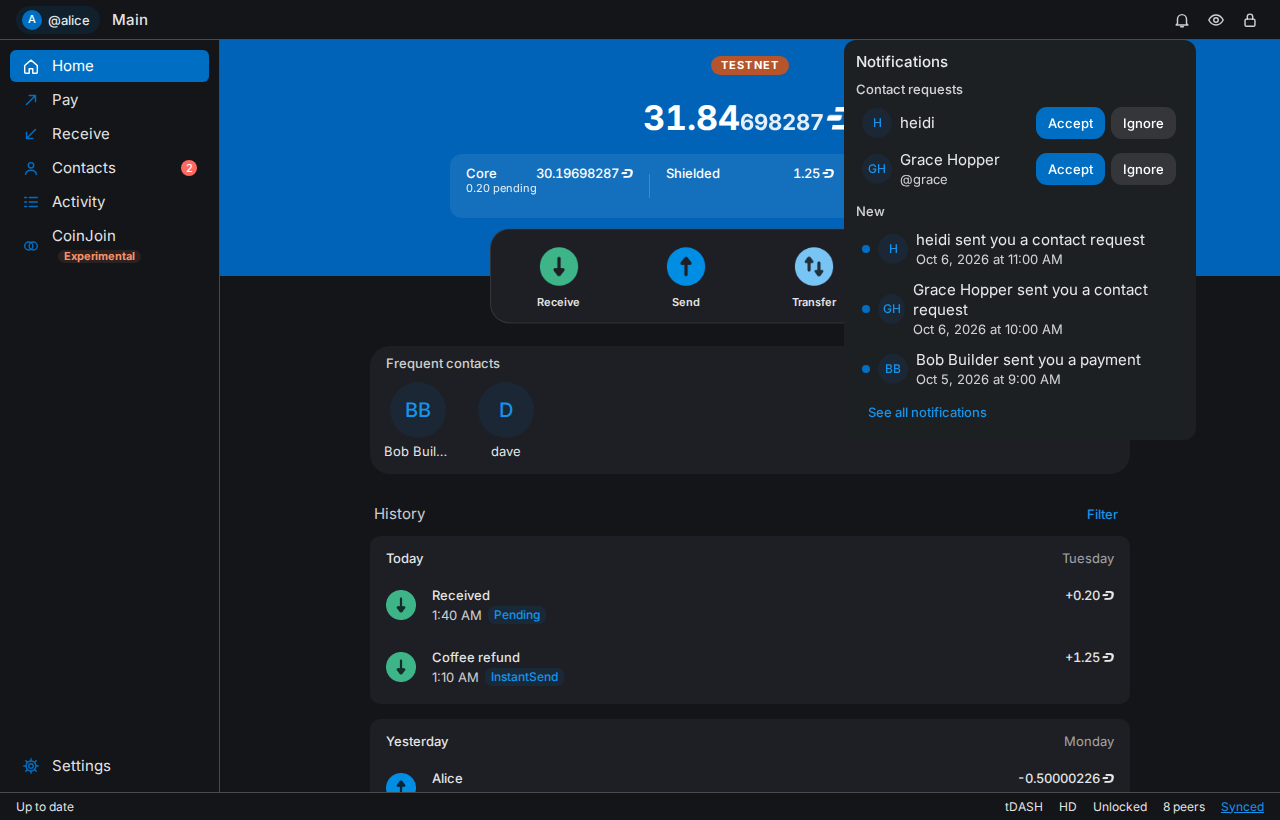 A @alice Main
Home
Pay
Receive
Contacts 2
Activity
CoinJoin
Experimental
Settings
TESTNET
31.84698287
Core 30.19698287
0.20 pending
Shielded 1.25
Receive
Send
Transfer
Notifications
Contact requests
H heidi Accept Ignore
GH Grace Hopper
@grace
Accept Ignore
New
H heidi sent you a contact request
Oct 6, 2026 at 11:00 AM
GH Grace Hopper sent you a contact
request
Oct 6, 2026 at 10:00 AM
BB Bob Builder sent you a payment
Oct 5, 2026 at 9:00 AM
See all notifications
Frequent contacts
BB D
Bob Buil... dave
History Filter
Today Tuesday
Received +0.20
1:40 AM Pending
Coffee refund +1.25
1:10 AM InstantSend
Yesterday Monday
Alice -0.50000226
Up to date tDASH HD Unlocked 8 peers Synced